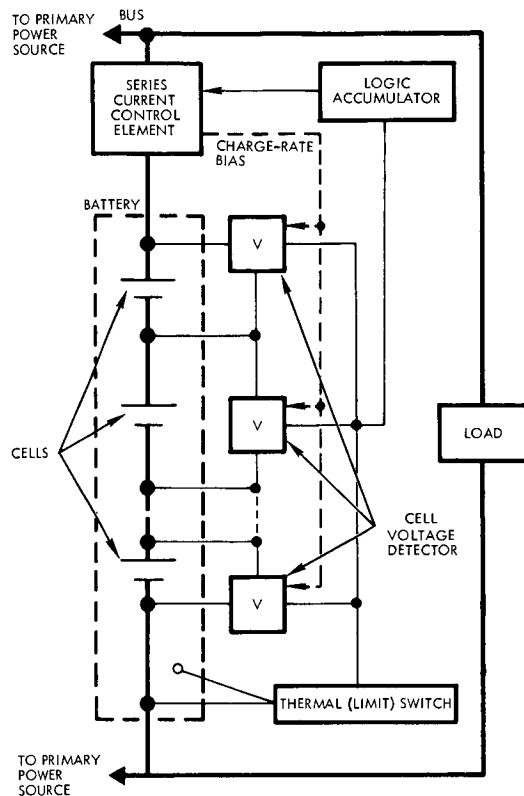 TO PRIMARY
POWER
SOURCE
BUS
SERIES
CURRENT
CONTROL
ELEMENT
LOGIC
ACCUMULATOR
CHARGE-RATE
BIAS
BATTERY
V
V
LOAD
CELLS
CELL
VOLTAGE
DETECTOR
V
THERMAL (LIMIT) SWITCH
TO PRIMARY
POWER
SOURCE